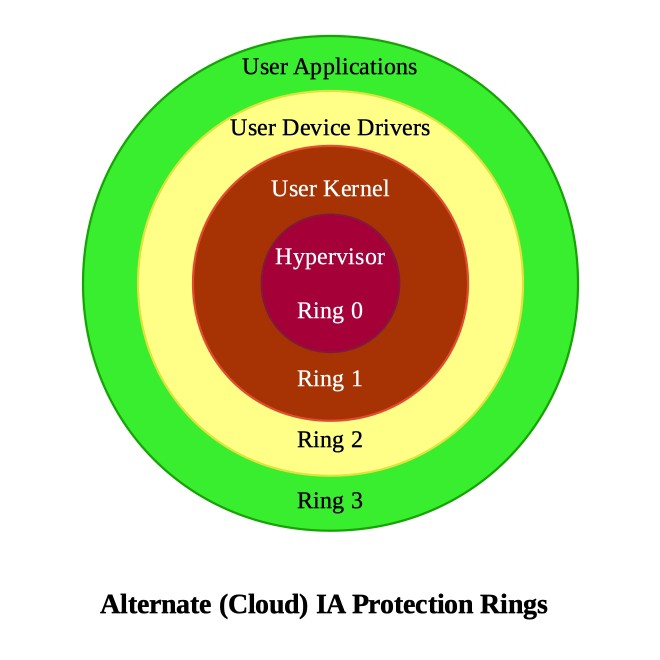 User Applications
User Device Drivers
User Kernel
Hypervisor
Ring 0
Ring 1
Ring 2
Ring 3
Alternate (Cloud) IA Protection Rings